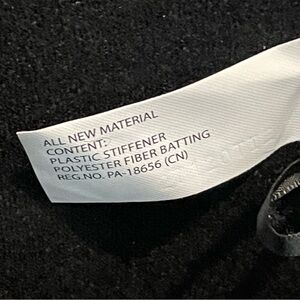 ALL NEW MATERIAL
CONTENT:
PLASTIC STIFFENER
POLYESTER FIBER BATTING
REG.NO. PA-18656 (CN)